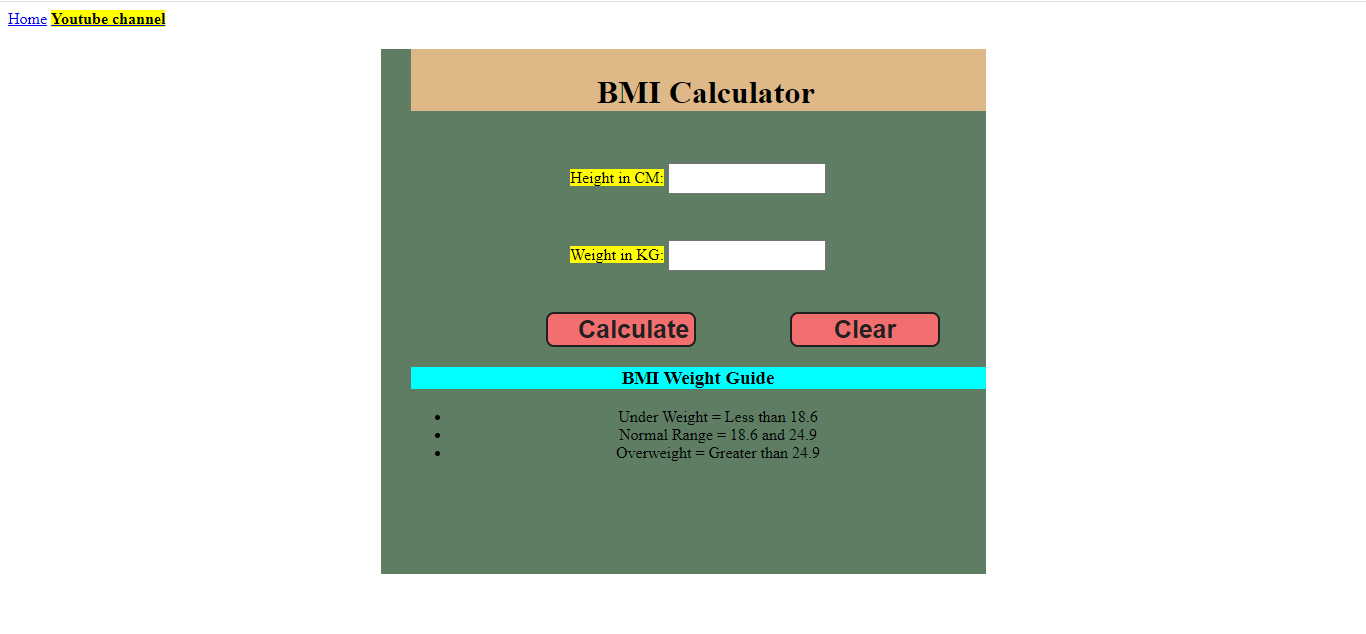 Home Youtube channel
BMI Calculator
Height in CM:
Weight in KG:
Calculate Clear
BMI Weight Guide
Under Weight = Less than 18.6
Normal Range = 18.6 and 24.9
Overweight = Greater than 24.9